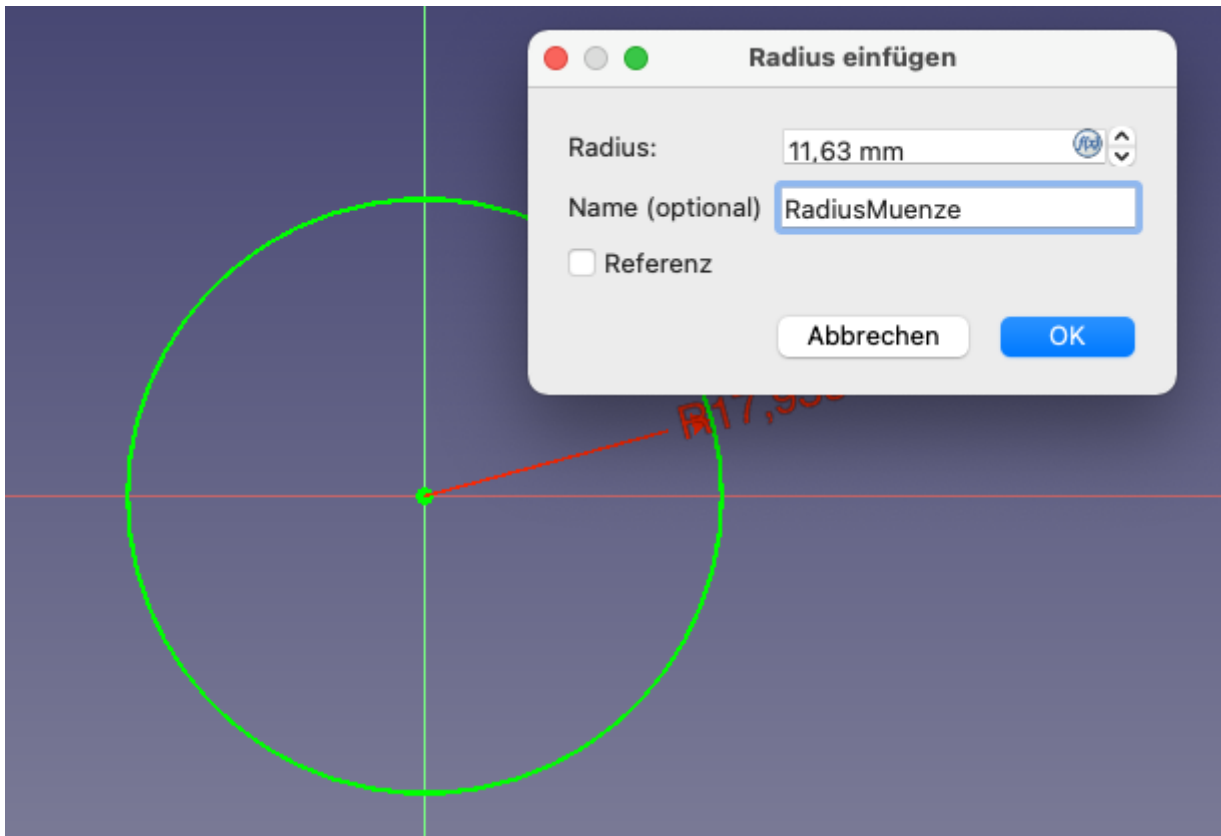 Radius einfügen
Radius:
11,63 mm
f(x)
Name (optional)
RadiusMuenze
Referenz
Abbrechen
OK